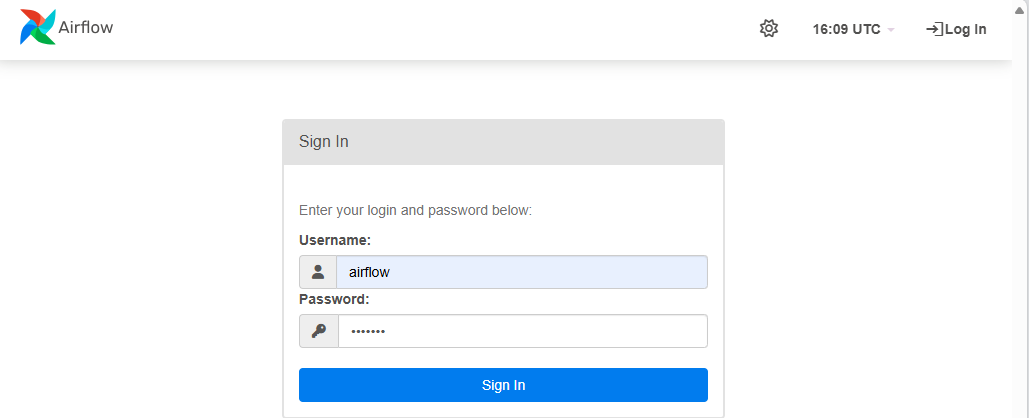 Airflow
16:09 UTC
Log In
Sign In
Enter your login and password below:
Username:
airflow
Password:
•••••••
Sign In